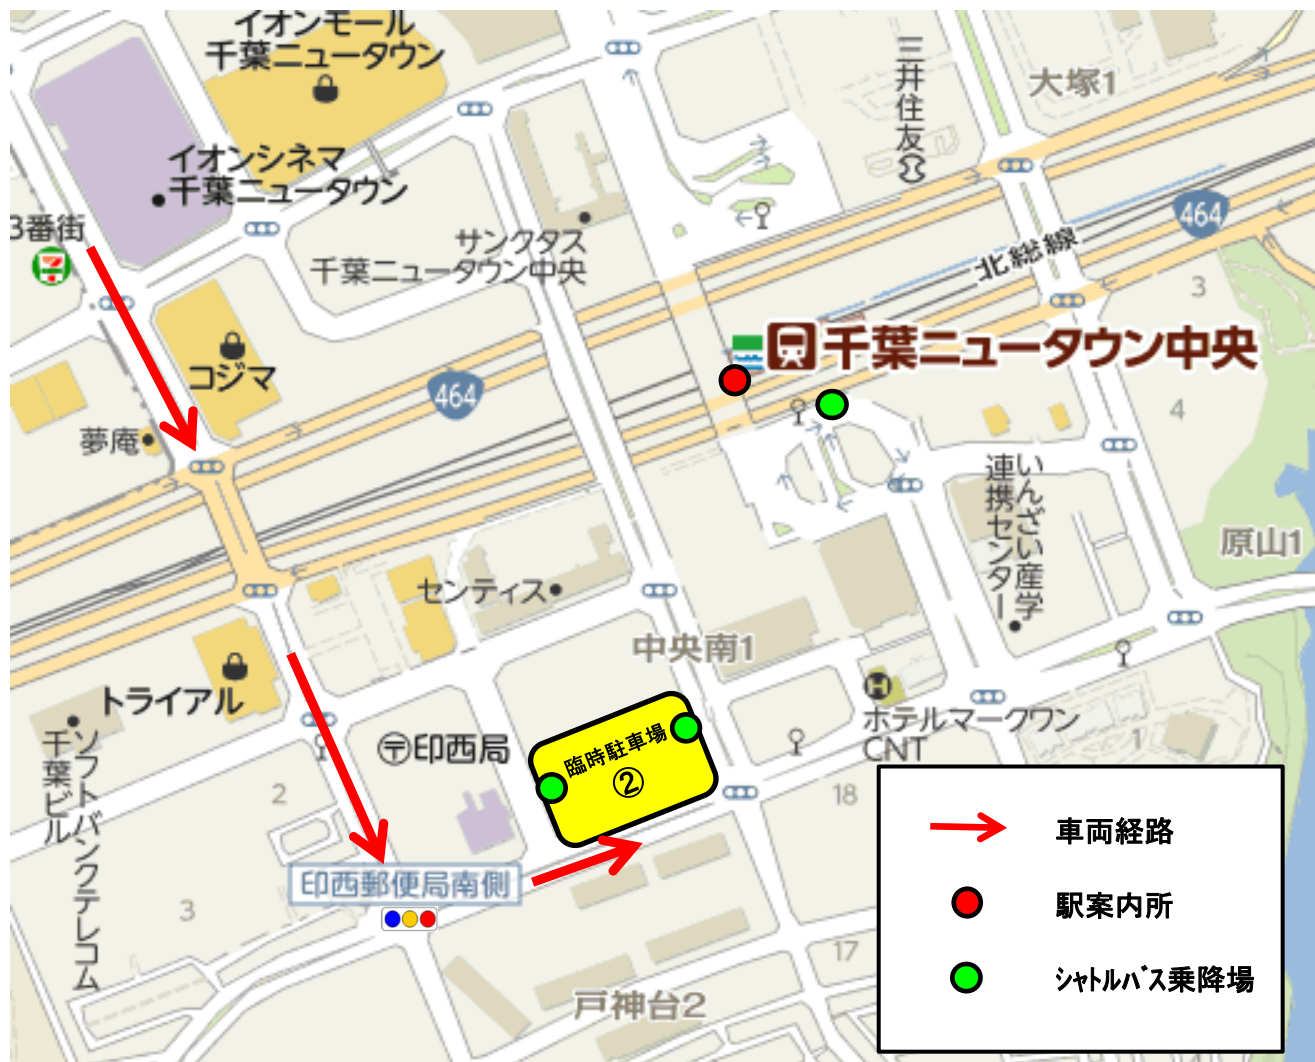 イオンモール
千葉ニュータウン
三井住友
大塚1
イオンシネマ
千葉ニュータウン
3番街
464
サンクタス
千葉ニュータウン中央
北総線
3
千葉ニュータウン中央
コジマ
464
4
夢庵
いんざい産学
連携センター
原山1
センティス
中央南1
トライアル
ホテルマークワン
CNT
1
ソフトバンクテレコム
千葉ビル
〒印西局
臨時駐車場
②
2
18
印西郵便局南側
3
17
戸神台2
車両経路
駅案内所
シャトルバス乗降場